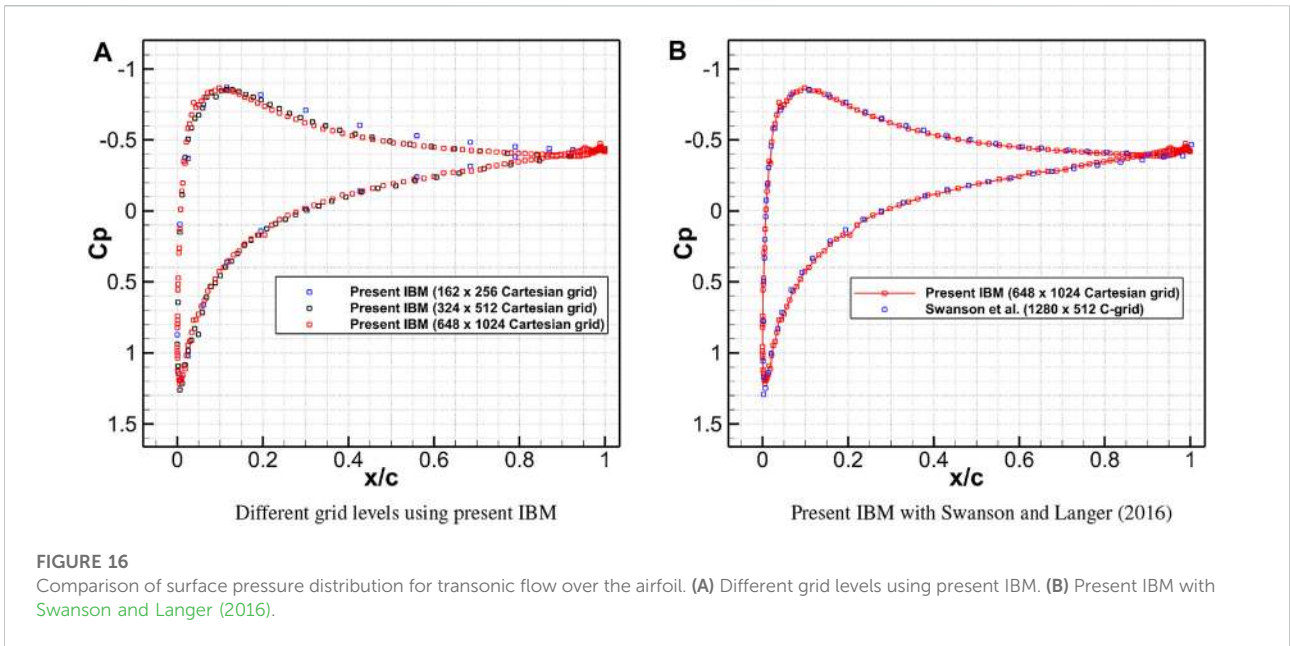 A
-1
-0.5
0
0.5
1
1.5
Cp
0 0.2 0.4 0.6 0.8 1
x/c
Present IBM (162 x 256 Cartesian grid)
Present IBM (324 x 512 Cartesian grid)
Present IBM (648 x 1024 Cartesian grid)
Different grid levels using present IBM
B
-1
-0.5
0
0.5
1
1.5
Cp
0 0.2 0.4 0.6 0.8 1
x/c
Present IBM (648 x 1024 Cartesian grid)
Swanson et al. (1280 x 512 C-grid)
Present IBM with Swanson and Langer (2016)
FIGURE 16
Comparison of surface pressure distribution for transonic flow over the airfoil. (A) Different grid levels using present IBM. (B) Present IBM with
Swanson and Langer (2016).